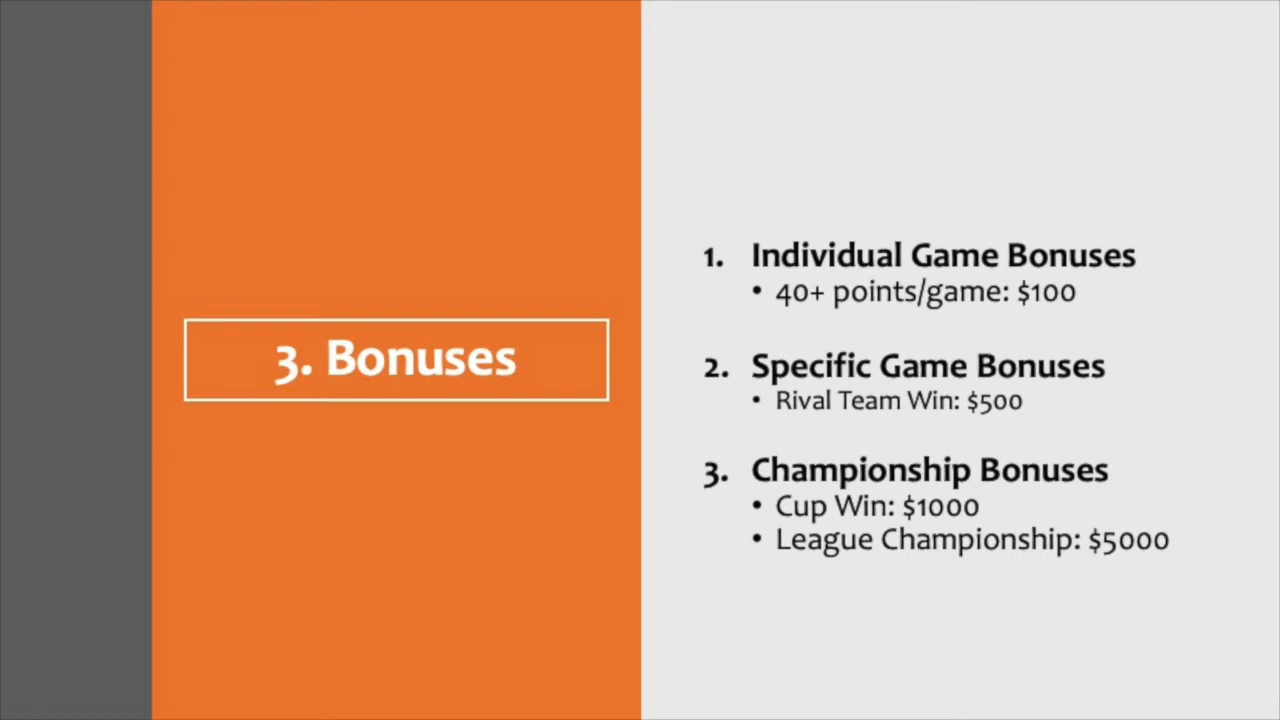 3. Bonuses
1. Individual Game Bonuses
• 40+ points/game: $100
2. Specific Game Bonuses
• Rival Team Win: $500
3. Championship Bonuses
• Cup Win: $1000
• League Championship: $5000